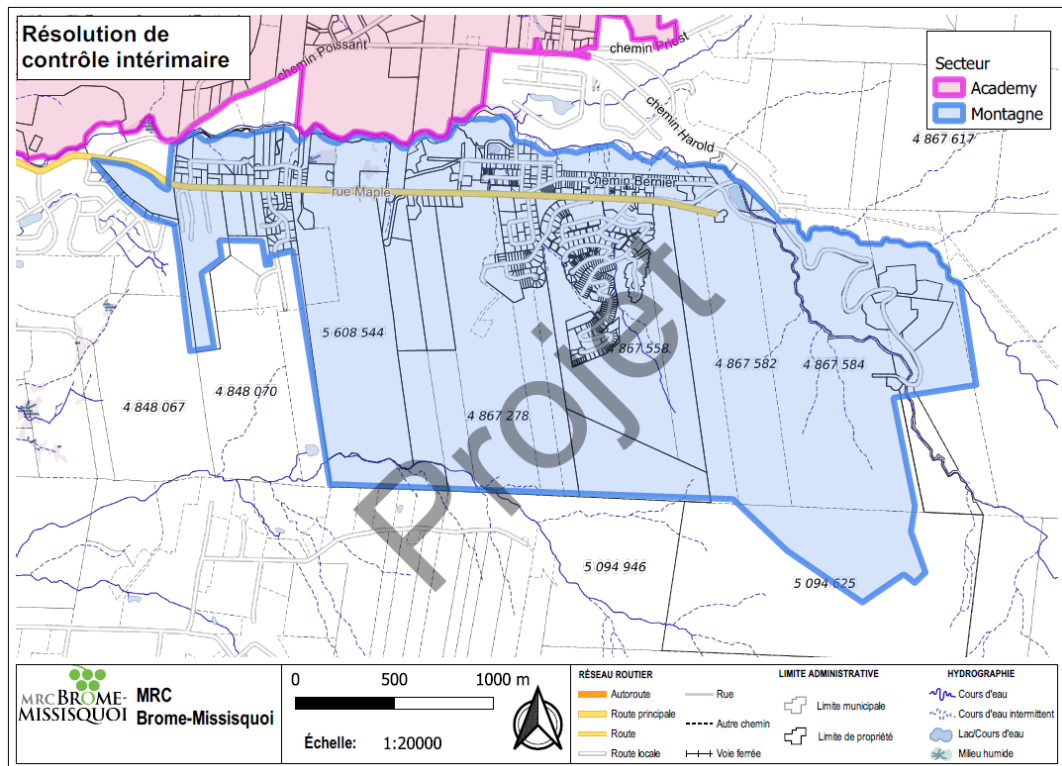 Résolution de
contrôle intérimaire
Secteur
Academy
Montagne
chemin Poissant
chemin Priest
chemin Harold
4 867 617
chemin Bernier
rue Maple
5 608 544
4 867 558
4 867 582
4 867 584
4 848 070
4 848 067
4 867 278
Projet
5 094 946
5 094 625
MRC BROME-
MISSISQUOI
MRC
Brome-Missisquoi
0 500 1000 m
Échelle: 1:20000
RÉSEAU ROUTIER
Autoroute
Route principale
Route
Route locale
Rue
Autre chemin
Voie ferrée
LIMITE ADMINISTRATIVE
Limite municipale
Limite de propriété
HYDROGRAPHIE
Cours d'eau
Cours d'eau intermittent
Lac/Cours d'eau
Milieu humide